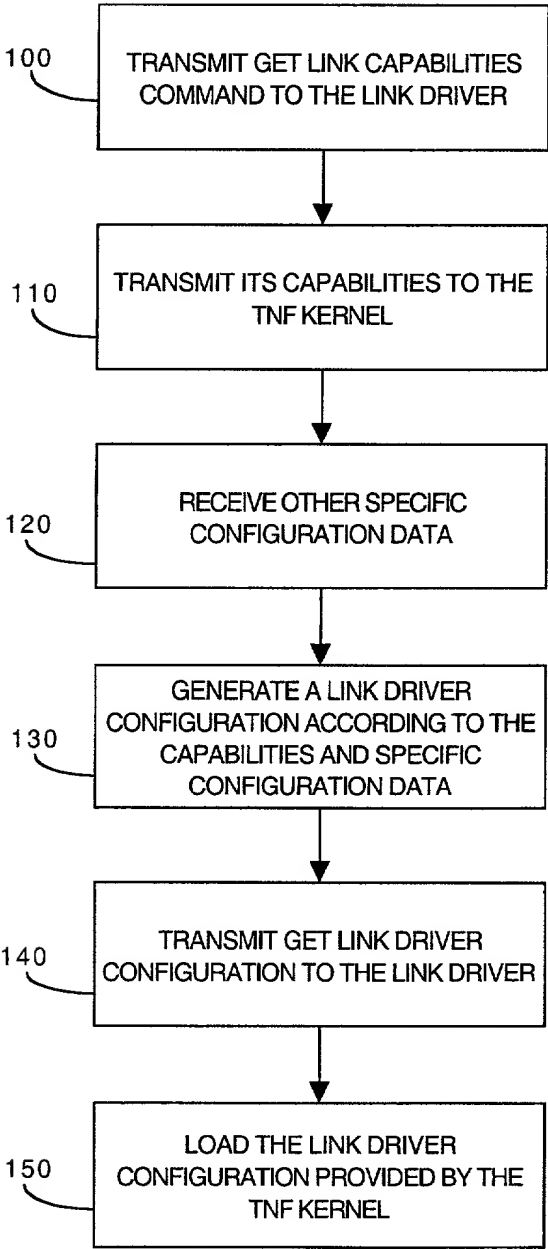 100
TRANSMIT GET LINK CAPABILITIES
COMMAND TO THE LINK DRIVER
110
TRANSMIT ITS CAPABILITIES TO THE
TNF KERNEL
120
RECEIVE OTHER SPECIFIC
CONFIGURATION DATA
130
GENERATE A LINK DRIVER
CONFIGURATION ACCORDING TO THE
CAPABILITIES AND SPECIFIC
CONFIGURATION DATA
140
TRANSMIT GET LINK DRIVER
CONFIGURATION TO THE LINK DRIVER
150
LOAD THE LINK DRIVER
CONFIGURATION PROVIDED BY THE
TNF KERNEL